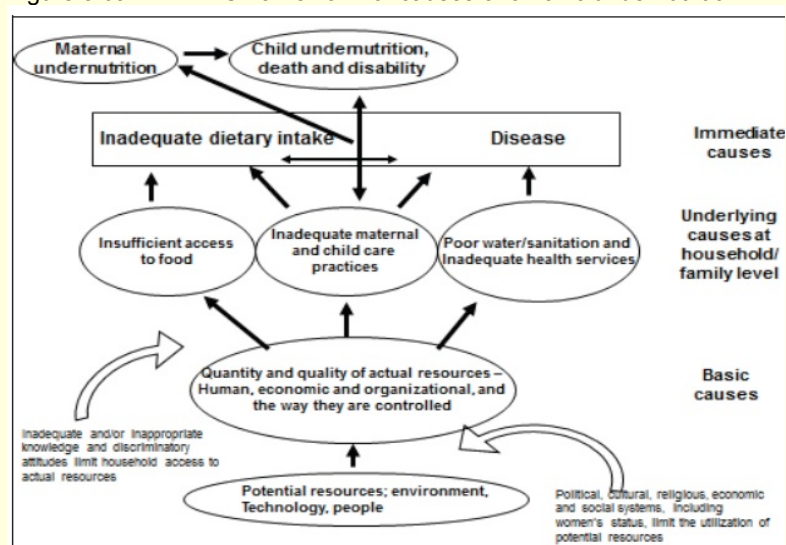 Maternal
undernutrition
Child undernutrition,
death and disability
Inadequate dietary intake
Disease
Immediate
causes
Insufficient access
to food
Inadequate maternal
and child care
practices
Poor water/sanitation and
Inadequate health services
Underlying
causes at
household/
family level
Quantity and quality of actual resources –
Human, economic and organizational, and
the way they are controlled
Basic
causes
Inadequate and/or inappropriate
knowledge and discriminatory
attitudes limit household access to
actual resources
Potential resources; environment,
Technology, people
Political, cultural, religious, economic
and social systems, including
women's status, limit the utilization of
potential resources